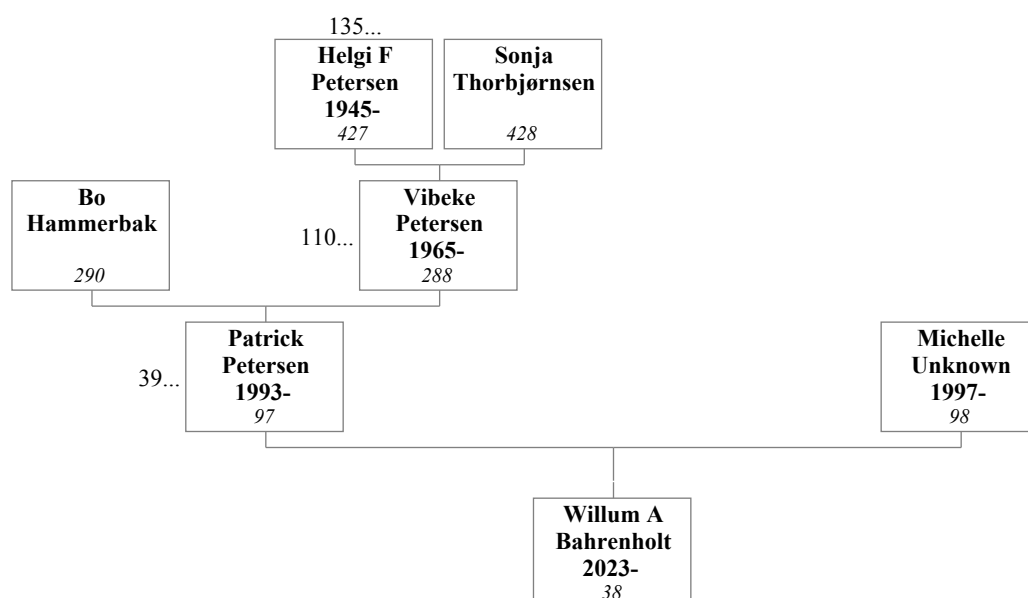 135...
Helgi F
Petersen
1945-
427
Sonja
Thorbjørnsen
428
Bo
Hammerbak
290
110...
Vibeke
Petersen
1965-
288
39...
Patrick
Petersen
1993-
97
Michelle
Unknown
1997-
98
Willum A
Bahrenholt
2023-
38